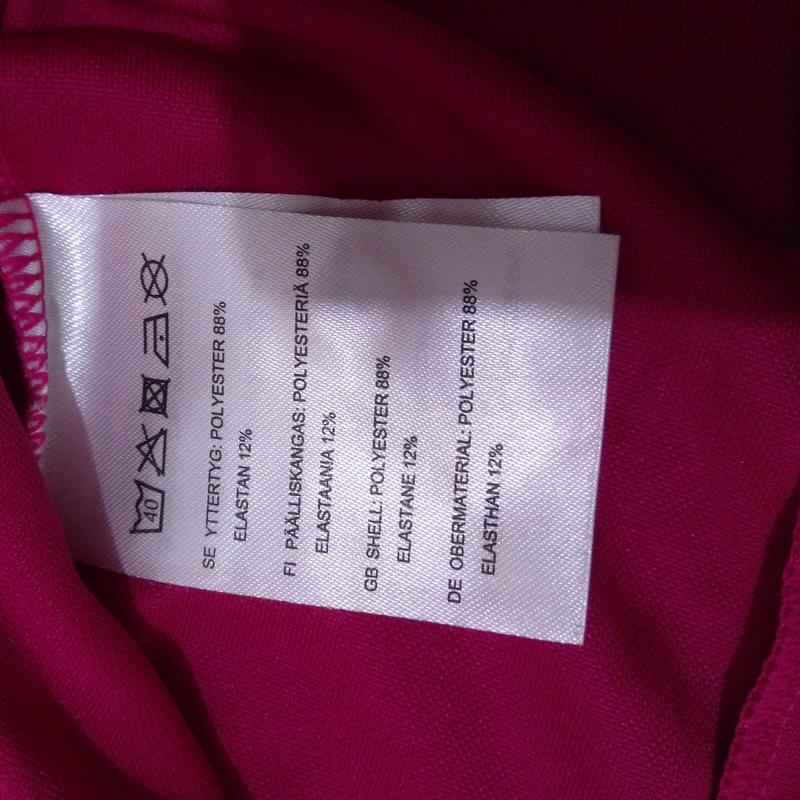 40
SE YTTERTYG: POLYESTER 88%
ELASTAN 12%
FI PÄÄLLISKANGAS: POLYESTERIÄ 88%
ELASTAANIA 12%
GB SHELL: POLYESTER 88%
ELASTANE 12%
DE OBERMATERIAL: POLYESTER 88%
ELASTHAN 12%